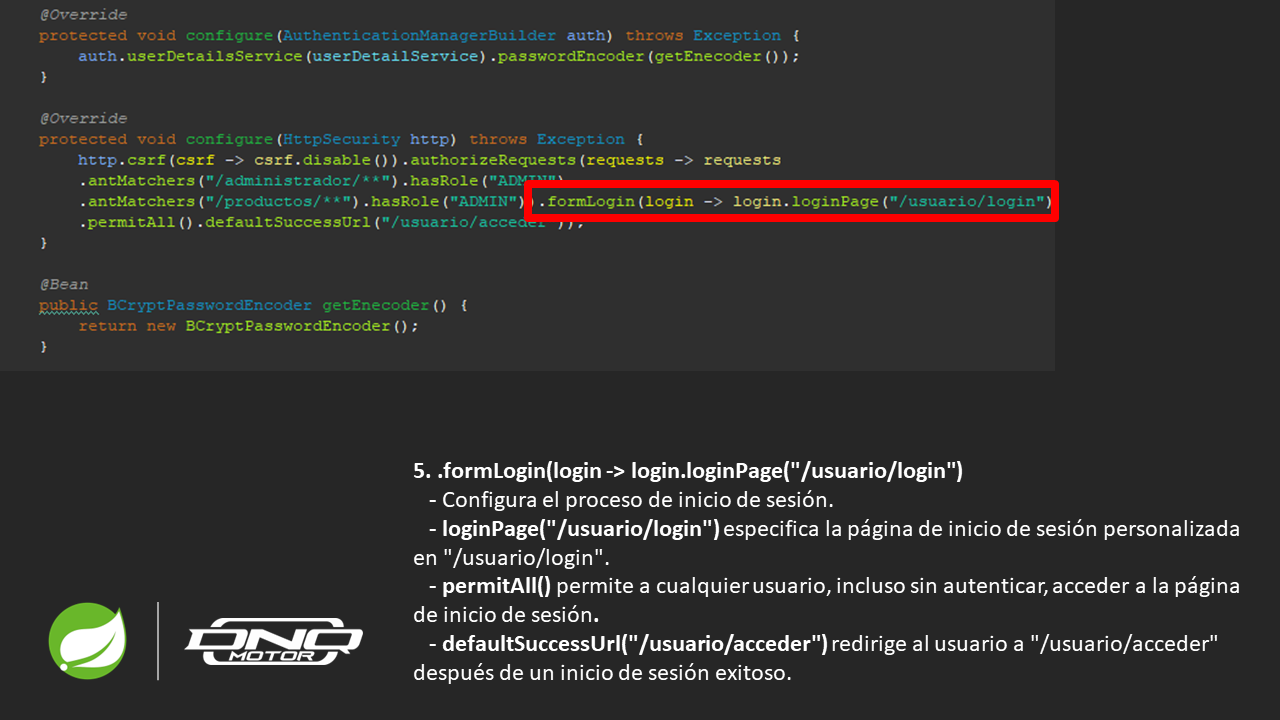 @Override
protected void configure(AuthenticationManagerBuilder auth) throws Exception {
auth.userDetailsService(userDetailService).passwordEncoder(getEnecoder());
}
@Override
protected void configure(HttpSecurity http) throws Exception {
http.csrf(csrf -> csrf.disable()).authorizeRequests(requests -> requests
.antMatchers("/administrador/**").hasRole("ADMIN")
.antMatchers("/productos/**").hasRole("ADMIN")).formLogin(login -> login.loginPage("/usuario/login")
.permitAll().defaultSuccessUrl("/usuario/acceder"));
}
@Bean
public BCryptPasswordEncoder getEnecoder() {
return new BCryptPasswordEncoder();
}
5. .formLogin(login -> login.loginPage("/usuario/login")
- Configura el proceso de inicio de sesión.
- loginPage("/usuario/login") especifica la página de inicio de sesión personalizada
en "/usuario/login".
- permitAll() permite a cualquier usuario, incluso sin autenticar, acceder a la página
de inicio de sesión.
- defaultSuccessUrl("/usuario/acceder") redirige al usuario a "/usuario/acceder"
después de un inicio de sesión exitoso.
DNQ
MOTOR